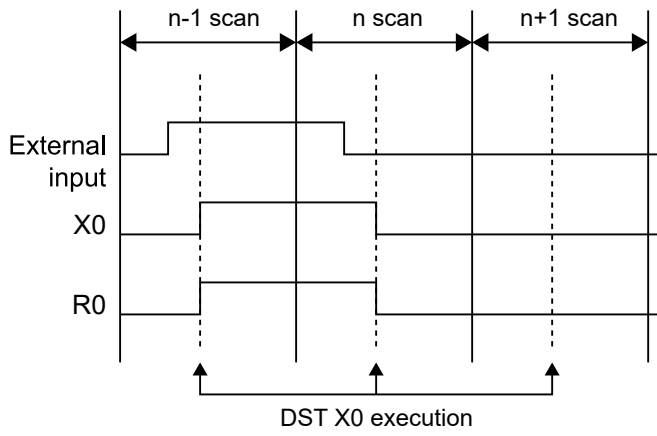 n-1 scan
n scan
n+1 scan
External
input
X0
R0
DST X0 execution